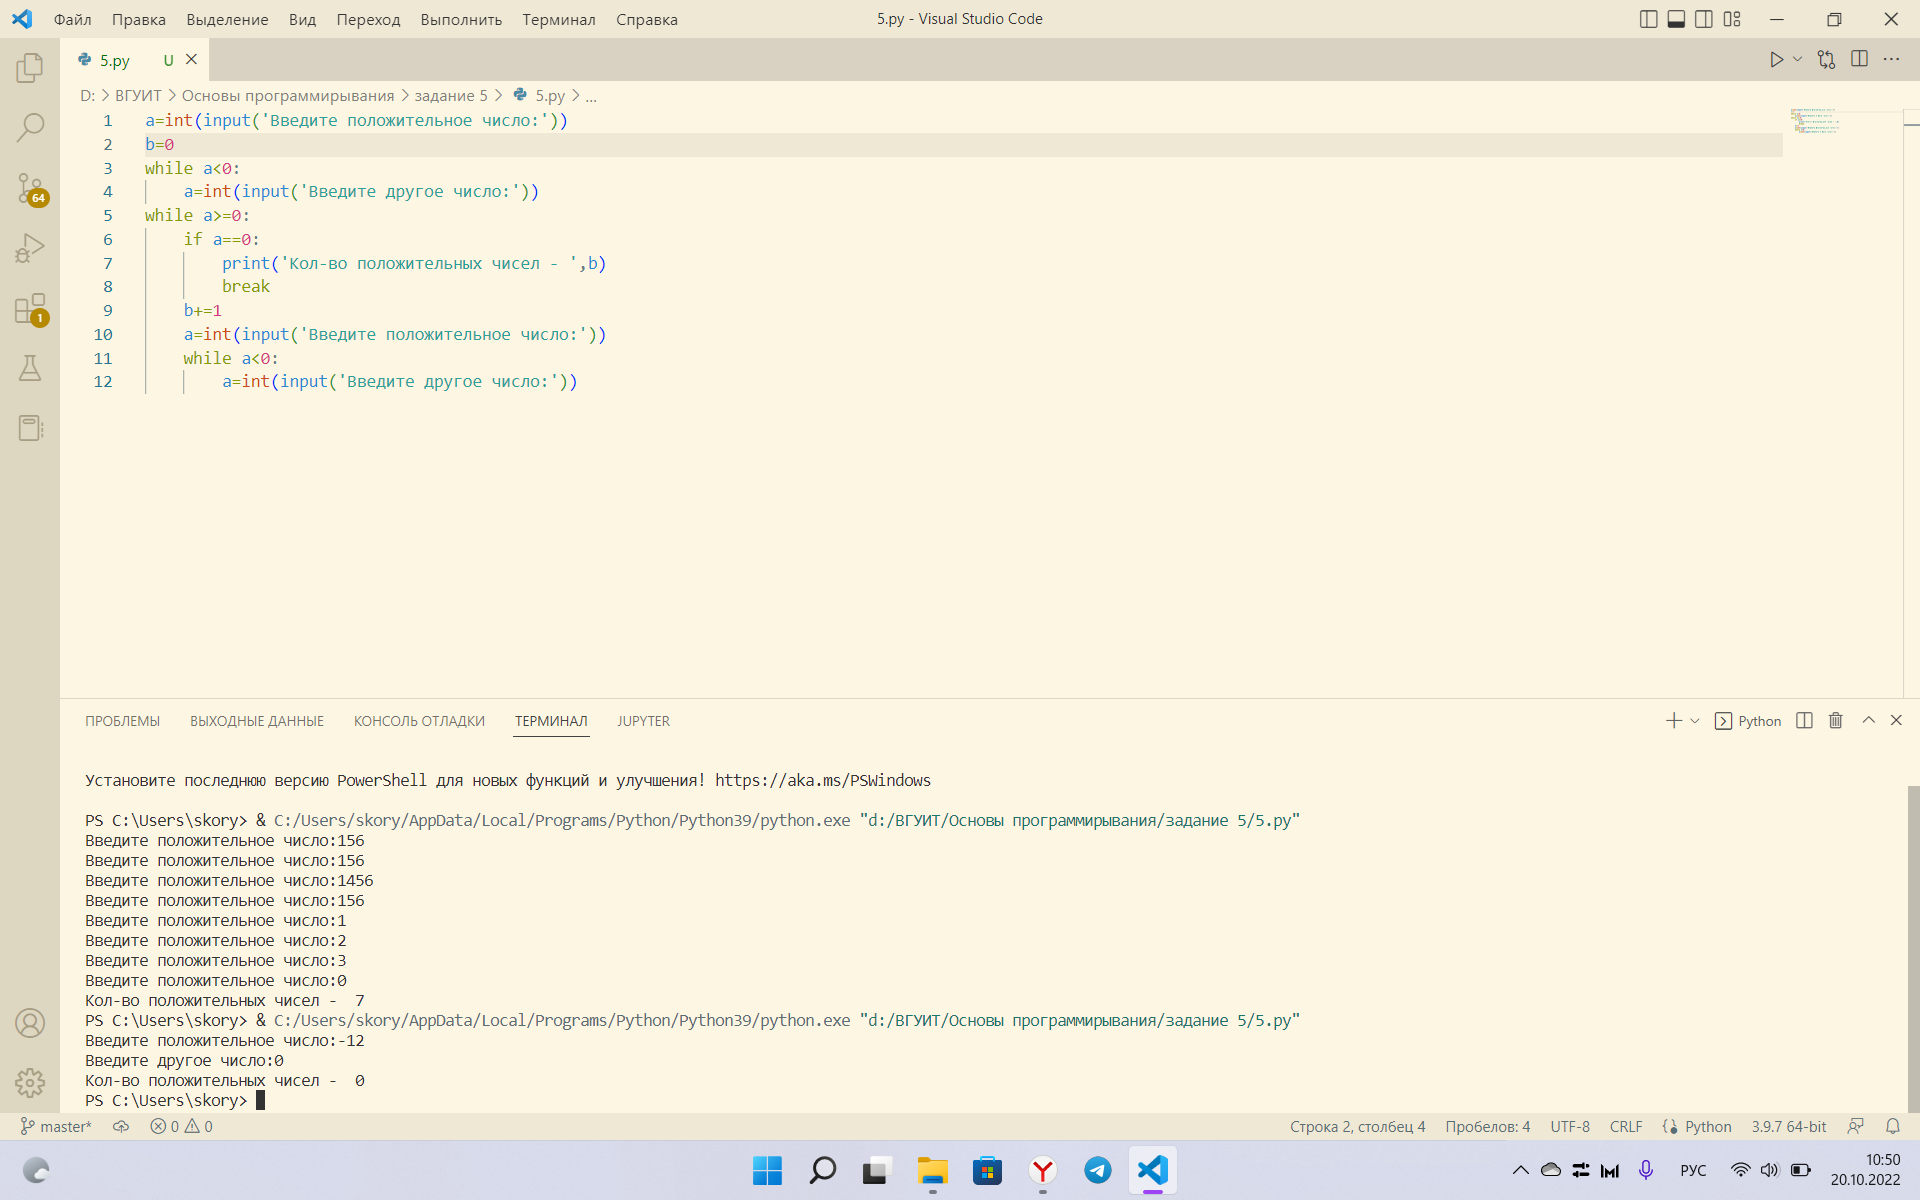 Файл Правка Выделение Вид Переход Выполнить Терминал Справка 5.py - Visual Studio Code
5.py U
D: > ВГУИТ > Основы программирывания > задание 5 > 5.py > ...
1 a=int(input('Введите положительное число:'))
2 b=0
3 while a<0:
4 a=int(input('Введите другое число:'))
5 while a>=0:
6 if a==0:
7 print('Кол-во положительных чисел - ',b)
8 break
9 b+=1
10 a=int(input('Введите положительное число:'))
11 while a<0:
12 a=int(input('Введите другое число:'))
64
1
ПРОБЛЕМЫ ВЫХОДНЫЕ ДАННЫЕ КОНСОЛЬ ОТЛАДКИ ТЕРМИНАЛ JUPYTER Python
Установите последнюю версию PowerShell для новых функций и улучшения! https://aka.ms/PSWindows
PS C:\Users\skory> & C:/Users/skory/AppData/Local/Programs/Python/Python39/python.exe "d:/ВГУИТ/Основы программирывания/задание 5/5.py"
Введите положительное число:156
Введите положительное число:156
Введите положительное число:1456
Введите положительное число:156
Введите положительное число:1
Введите положительное число:2
Введите положительное число:3
Введите положительное число:0
Кол-во положительных чисел -  7
PS C:\Users\skory> & C:/Users/skory/AppData/Local/Programs/Python/Python39/python.exe "d:/ВГУИТ/Основы программирывания/задание 5/5.py"
Введите положительное число:-12
Введите другое число:0
Кол-во положительных чисел -  0
PS C:\Users\skory>
master* 0 0 Строка 2, столбец 4 Пробелов: 4 UTF-8 CRLF Python 3.9.7 64-bit
РУС 10:50
20.10.2022